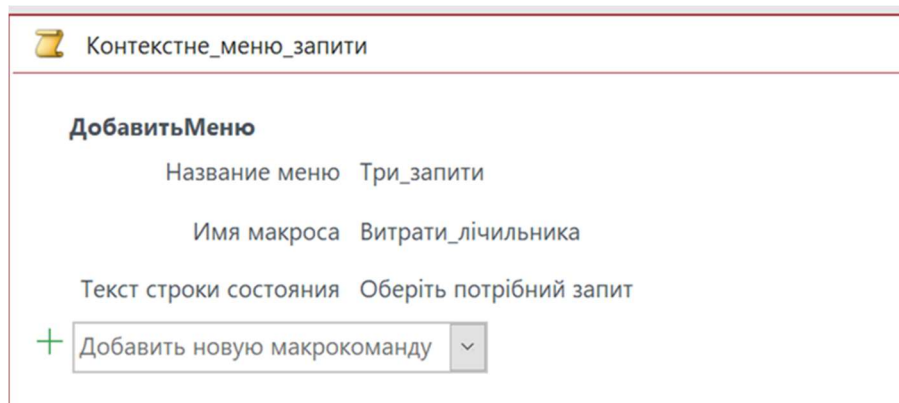 Контекстне_меню_запити
ДобавитьМеню
Название меню Три_запити
Имя макроса Витрати_лічильника
Текст строки состояния Оберіть потрібний запит
Добавить новую макрокоманду